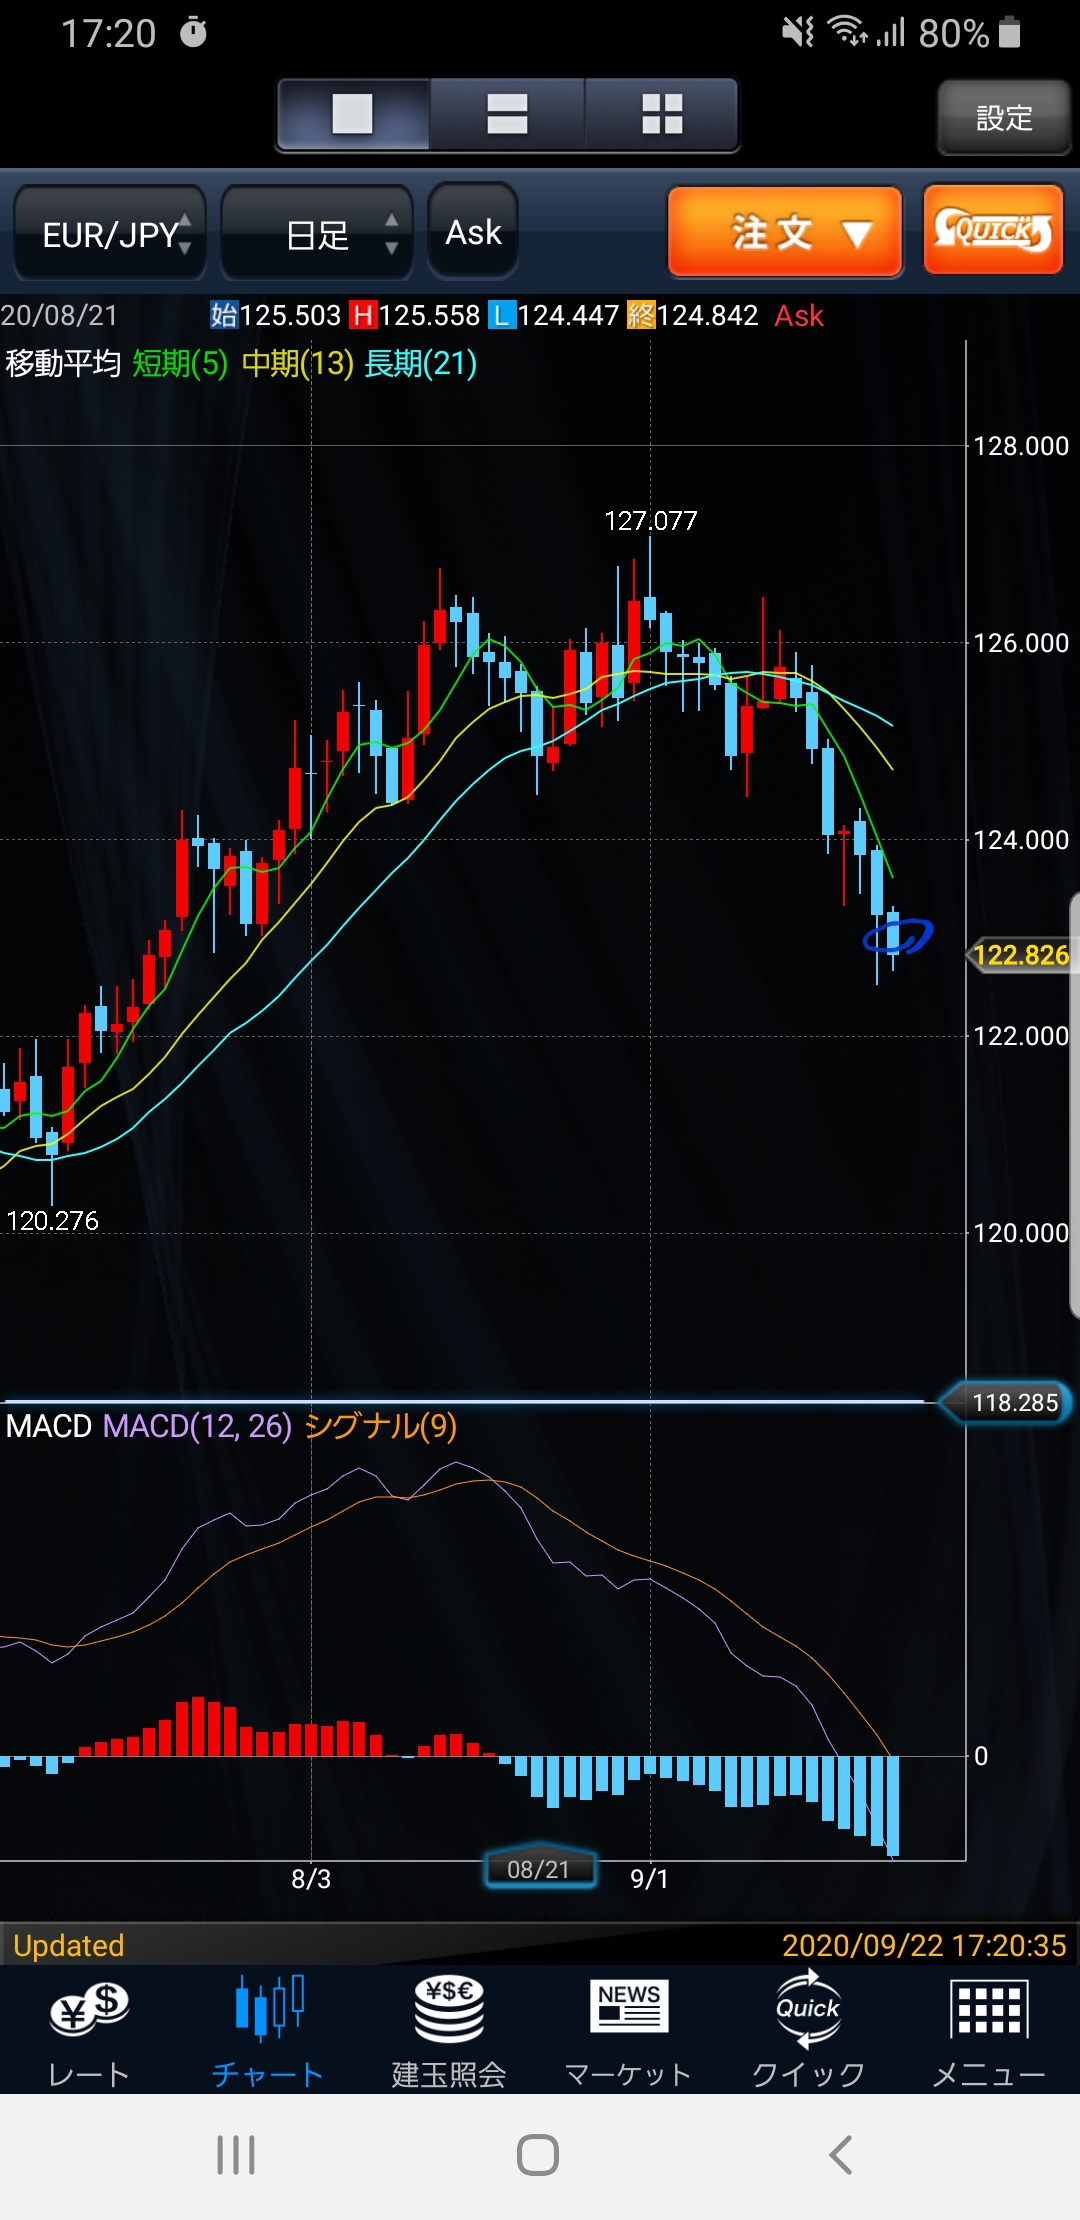 17:20 80%
設定
EUR/JPY 日足 Ask 注文 ▼ QUICK
20/08/21 始125.503 H125.558 L124.447 終124.842 Ask
移動平均 短期(5) 中期(13) 長期(21)
128.000
127.077
126.000
124.000
122.826
122.000
120.276
120.000
118.285
MACD MACD(12, 26) シグナル(9)
0
8/3 08/21 9/1
Updated 2020/09/22 17:20:35
¥$ ¥$€ NEWS Quick
レート チャート 建玉照会 マーケット クイック メニュー